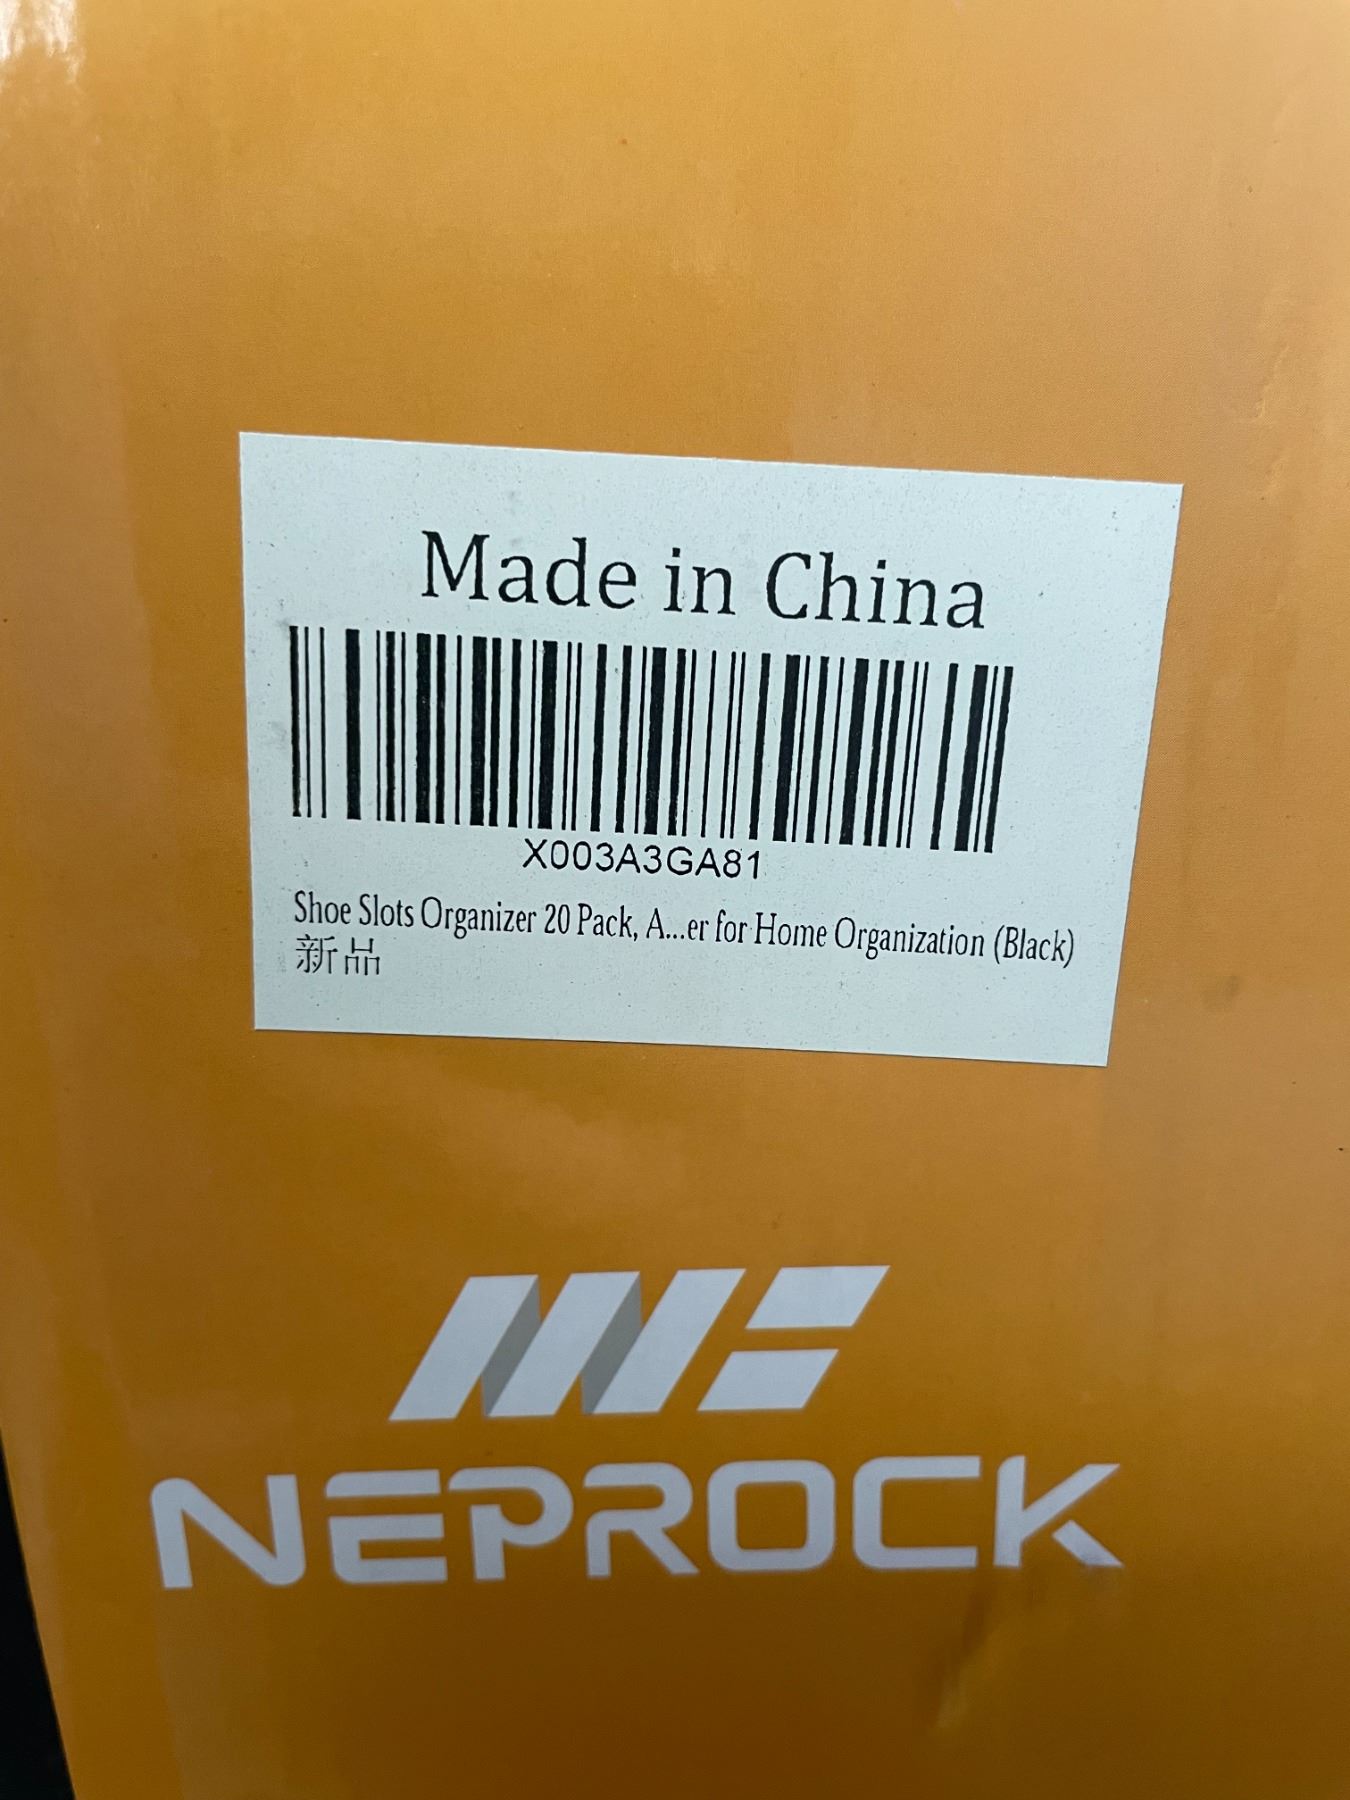 Made in China
X003A3GA81
Shoe Slots Organizer 20 Pack, A...er for Home Organization (Black)
新品
NEPROCK